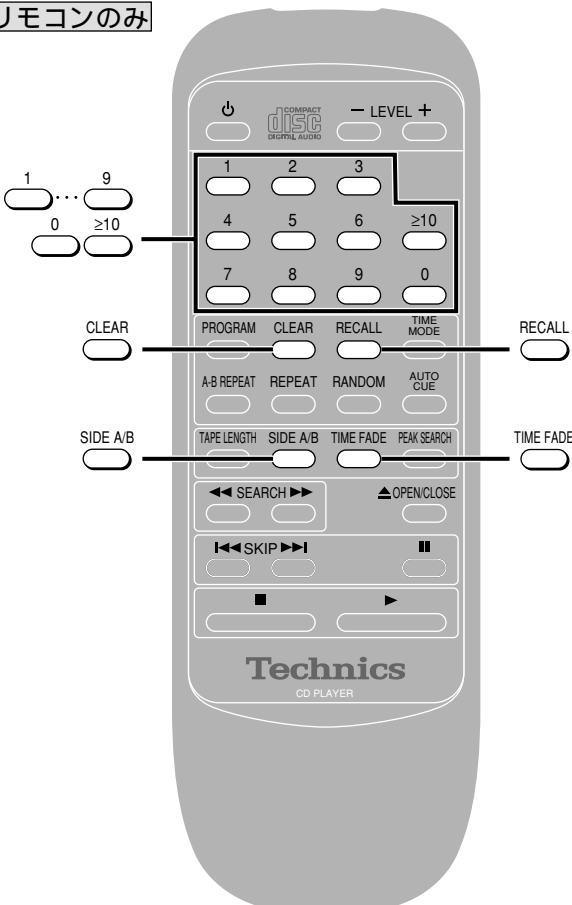 リモコンのみ
COMPACT
disc
DIGITAL AUDIO
− LEVEL +
1 … 9
0 ≥10
1 2 3
4 5 6 ≥10
7 8 9 0
CLEAR
PROGRAM CLEAR RECALL TIME MODE
RECALL
A-B REPEAT REPEAT RANDOM AUTO CUE
SIDE A/B
TAPE LENGTH SIDE A/B TIME FADE PEAK SEARCH
TIME FADE
◀◀ SEARCH ▶▶ ▲OPEN/CLOSE
I◀◀ SKIP ▶▶I
Technics
CD PLAYER